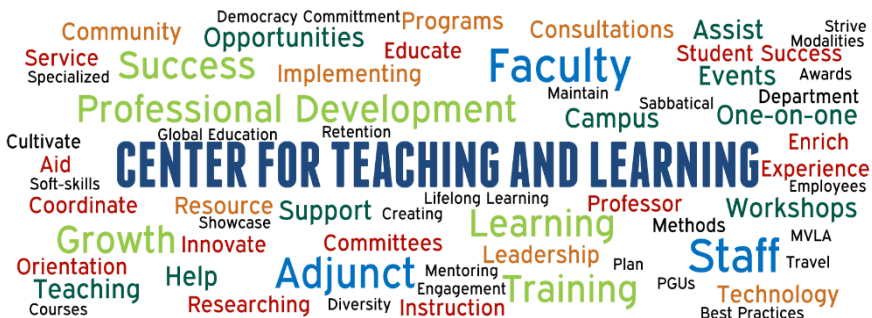 Democracy Committment
Programs
Strive
Community
Opportunities
Consultations
Assist
Modalities
Service
Educate
Student Success
Specialized
Success
Implementing
Faculty
Events
Awards
Maintain
Professional Development
Sabbatical
Department
Campus
One-on-one
Cultivate
Global Education
Retention
Enrich
Aid
CENTER FOR TEACHING AND LEARNING
Experience
Soft-skills
Employees
Coordinate
Resource
Support
Lifelong Learning
Professor
Workshops
Showcase
Creating
Learning
Methods
MVLA
Growth
Innovate
Committees
Leadership
Staff
Travel
Orientation
Help
Adjunct
Mentoring
Plan
Teaching
Engagement
Training
PGUs
Technology
Courses
Researching
Diversity
Instruction
Best Practices